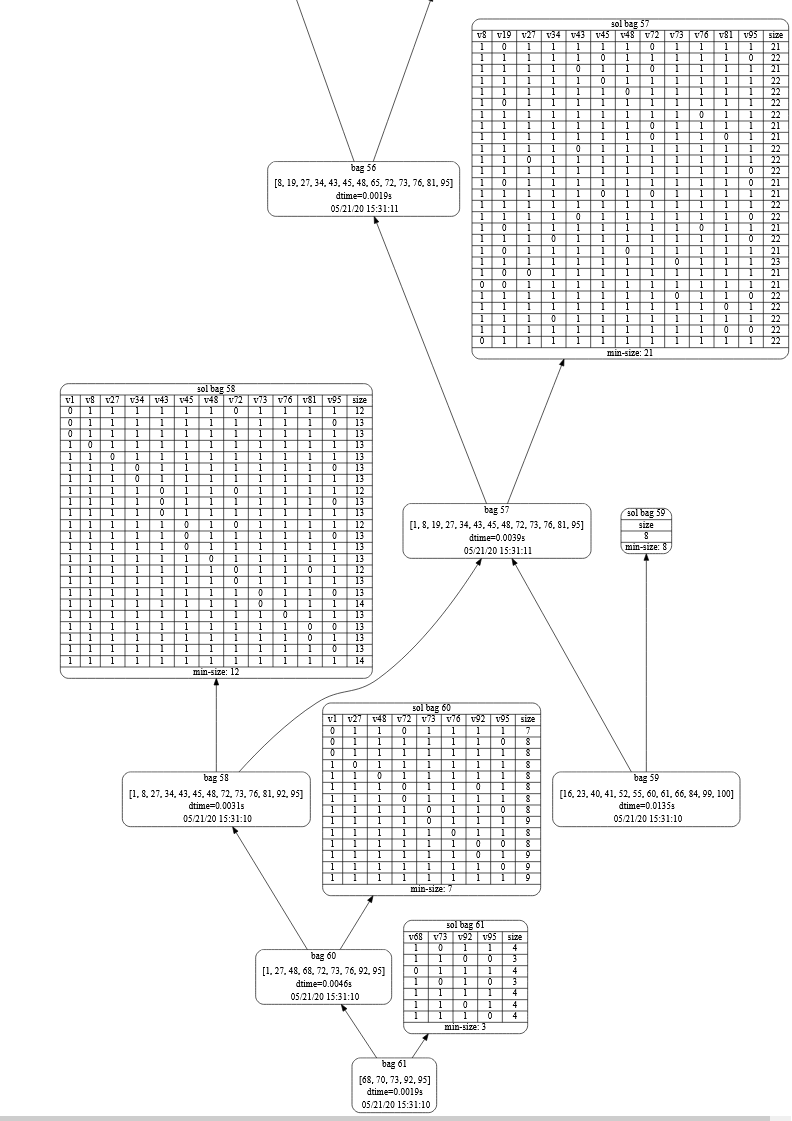 sol bag 57
v8 v19 v27 v34 v43 v45 v48 v72 v73 v76 v81 v95 size
1 0 1 1 1 1 1 0 1 1 1 1 21
1 1 1 1 1 0 1 1 1 1 1 0 22
1 1 1 1 0 1 1 0 1 1 1 1 21
1 1 1 1 1 0 1 1 1 1 1 1 22
1 1 1 1 1 1 0 1 1 1 1 1 22
1 0 1 1 1 1 1 1 1 1 1 1 22
1 1 1 1 1 1 1 1 1 0 1 1 22
1 1 1 1 1 1 1 0 1 1 1 1 21
1 1 1 1 1 1 1 0 1 1 0 1 21
1 1 1 1 0 1 1 1 1 1 1 1 22
1 1 0 1 1 1 1 1 1 1 1 1 22
1 1 1 1 1 1 1 1 1 1 1 0 22
1 0 1 1 1 1 1 1 1 1 1 0 21
1 1 1 1 1 0 1 0 1 1 1 1 21
1 1 1 1 1 1 1 1 1 1 1 1 22
1 1 1 1 0 1 1 1 1 1 1 0 22
1 0 1 1 1 1 1 1 1 0 1 1 21
1 1 1 0 1 1 1 1 1 1 1 0 22
1 0 1 1 1 1 0 1 1 1 1 1 21
1 1 1 1 1 1 1 1 0 1 1 1 23
1 0 0 1 1 1 1 1 1 1 1 1 21
0 0 1 1 1 1 1 1 1 1 1 1 21
1 1 1 1 1 1 1 1 0 1 1 0 22
1 1 1 1 1 1 1 1 1 1 0 1 22
1 1 1 0 1 1 1 1 1 1 1 1 22
1 1 1 1 1 1 1 1 1 1 0 0 22
0 1 1 1 1 1 1 1 1 1 1 1 22
min-size: 21
bag 56
[8, 19, 27, 34, 43, 45, 48, 65, 72, 73, 76, 81, 95]
dtime=0.0019s
05/21/20 15:31:11
sol bag 58
v1 v8 v27 v34 v43 v45 v48 v72 v73 v76 v81 v95 size
0 1 1 1 1 1 1 0 1 1 1 1 12
0 1 1 1 1 1 1 1 1 1 1 0 13
0 1 1 1 1 1 1 1 1 1 1 1 13
1 0 1 1 1 1 1 1 1 1 1 1 13
1 1 0 1 1 1 1 1 1 1 1 1 13
1 1 1 0 1 1 1 1 1 1 1 0 13
1 1 1 0 1 1 1 1 1 1 1 1 13
1 1 1 1 0 1 1 0 1 1 1 1 12
1 1 1 1 0 1 1 1 1 1 1 0 13
1 1 1 1 0 1 1 1 1 1 1 1 13
1 1 1 1 1 0 1 0 1 1 1 1 12
1 1 1 1 1 0 1 1 1 1 1 0 13
1 1 1 1 1 0 1 1 1 1 1 1 13
1 1 1 1 1 1 0 1 1 1 1 1 13
1 1 1 1 1 1 1 0 1 1 0 1 12
1 1 1 1 1 1 1 0 1 1 1 1 13
1 1 1 1 1 1 1 1 0 1 1 0 13
1 1 1 1 1 1 1 1 0 1 1 1 14
1 1 1 1 1 1 1 1 1 0 1 1 13
1 1 1 1 1 1 1 1 1 1 0 0 13
1 1 1 1 1 1 1 1 1 1 0 1 13
1 1 1 1 1 1 1 1 1 1 1 0 13
1 1 1 1 1 1 1 1 1 1 1 1 14
min-size: 12
bag 57
[1, 8, 19, 27, 34, 43, 45, 48, 72, 73, 76, 81, 95]
dtime=0.0039s
05/21/20 15:31:11
sol bag 59
size
8
min-size: 8
sol bag 60
v1 v27 v48 v72 v73 v76 v92 v95 size
0 1 1 0 1 1 1 1 7
0 1 1 1 1 1 1 0 8
0 1 1 1 1 1 1 1 8
1 0 1 1 1 1 1 1 8
1 1 0 1 1 1 1 1 8
1 1 1 0 1 1 0 1 8
1 1 1 0 1 1 1 1 8
1 1 1 1 0 1 1 0 8
1 1 1 1 0 1 1 1 9
1 1 1 1 1 0 1 1 8
1 1 1 1 1 1 0 0 8
1 1 1 1 1 1 0 1 9
1 1 1 1 1 1 1 0 9
1 1 1 1 1 1 1 1 9
min-size: 7
bag 58
[1, 8, 27, 34, 43, 45, 48, 72, 73, 76, 81, 92, 95]
dtime=0.0031s
05/21/20 15:31:10
bag 59
[16, 23, 40, 41, 52, 55, 60, 61, 66, 84, 99, 100]
dtime=0.0135s
05/21/20 15:31:10
sol bag 61
v68 v73 v92 v95 size
1 0 1 1 4
1 1 0 0 3
0 1 1 1 4
1 0 1 0 3
1 1 1 1 4
1 1 0 1 4
1 1 1 0 4
min-size: 3
bag 60
[1, 27, 48, 68, 72, 73, 76, 92, 95]
dtime=0.0046s
05/21/20 15:31:10
bag 61
[68, 70, 73, 92, 95]
dtime=0.0019s
05/21/20 15:31:10